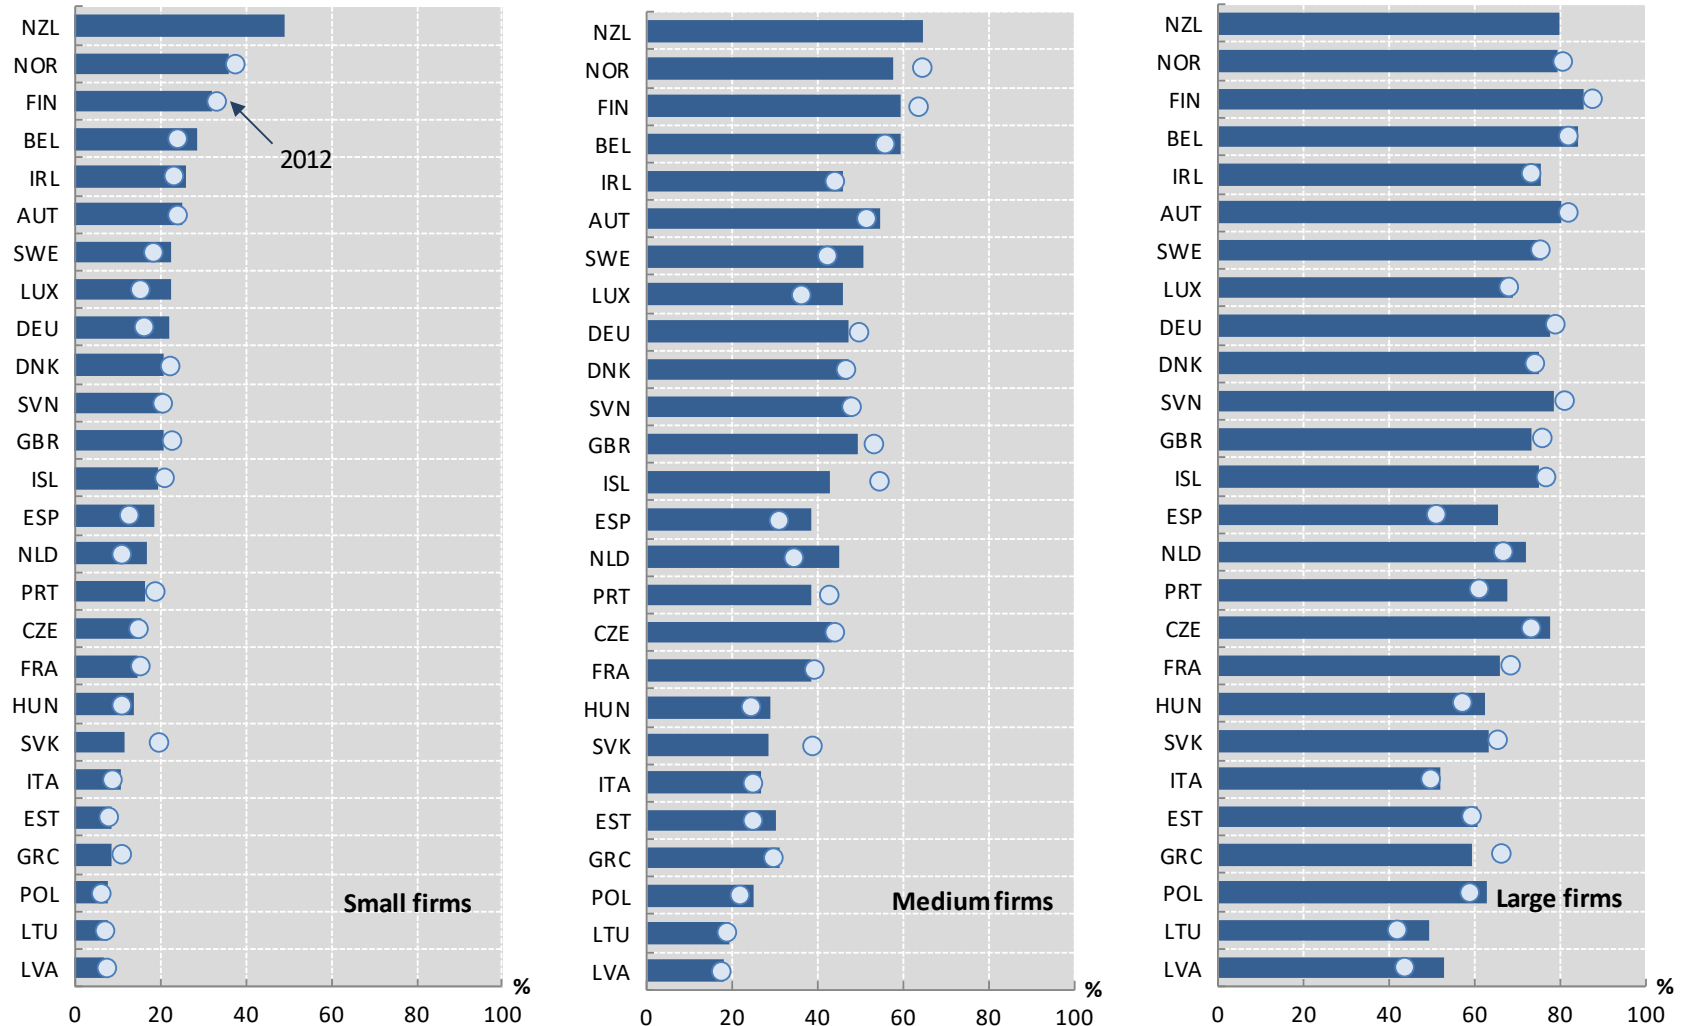 NZL
NOR
FIN
BEL
IRL
AUT
SWE
LUX
DEU
DNK
SVN
GBR
ISL
ESP
NLD
PRT
CZE
FRA
HUN
SVK
ITA
EST
GRC
POL
LTU
LVA
2012
Small firms
%
0 20 40 60 80 100
NZL
NOR
FIN
BEL
IRL
AUT
SWE
LUX
DEU
DNK
SVN
GBR
ISL
ESP
NLD
PRT
CZE
FRA
HUN
SVK
ITA
EST
GRC
POL
LTU
LVA
Medium firms
%
0 20 40 60 80 100
NZL
NOR
FIN
BEL
IRL
AUT
SWE
LUX
DEU
DNK
SVN
GBR
ISL
ESP
NLD
PRT
CZE
FRA
HUN
SVK
ITA
EST
GRC
POL
LTU
LVA
Large firms
%
0 20 40 60 80 100